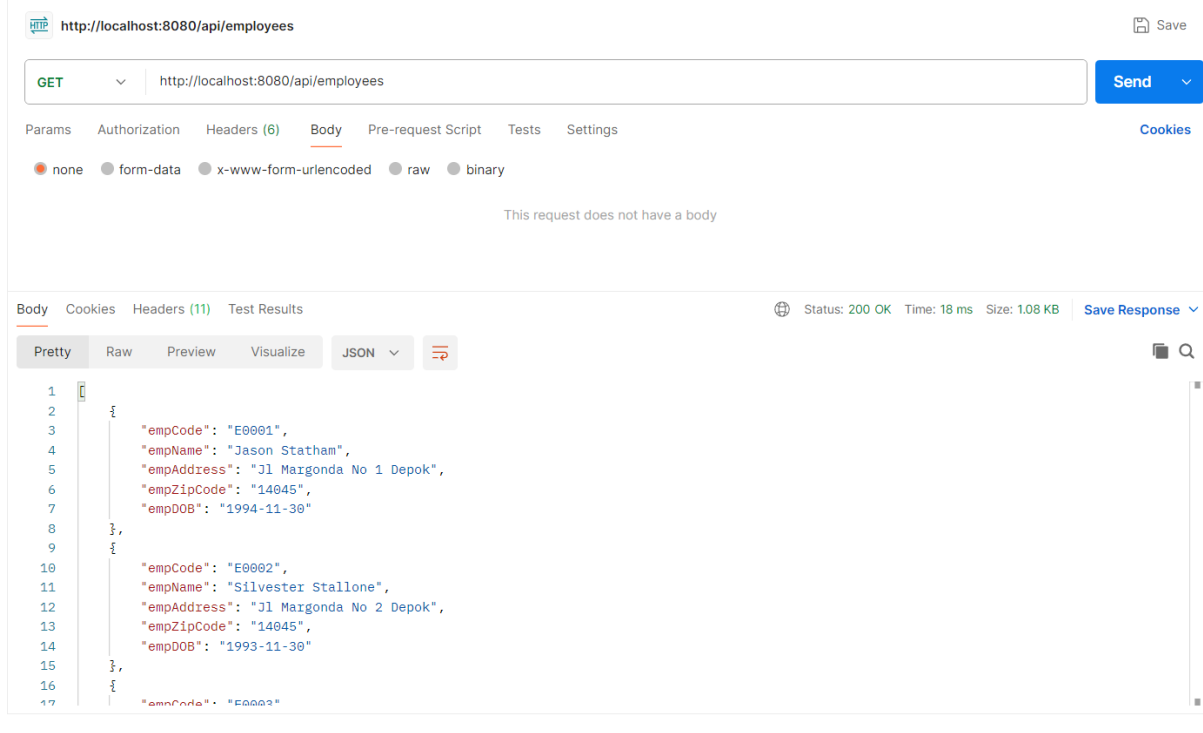 HTTP http://localhost:8080/api/employees Save
GET http://localhost:8080/api/employees Send
Params Authorization Headers (6) Body Pre-request Script Tests Settings Cookies
none form-data x-www-form-urlencoded raw binary
This request does not have a body
Body Cookies Headers (11) Test Results Status: 200 OK Time: 18 ms Size: 1.08 KB Save Response
Pretty Raw Preview Visualize JSON
1 [
2 {
3 "empCode": "E0001",
4 "empName": "Jason Statham",
5 "empAddress": "Jl Margonda No 1 Depok",
6 "empZipCode": "14045",
7 "empDOB": "1994-11-30"
8 },
9 {
10 "empCode": "E0002",
11 "empName": "Silvester Stallone",
12 "empAddress": "Jl Margonda No 2 Depok",
13 "empZipCode": "14045",
14 "empDOB": "1993-11-30"
15 },
16 {
17 "empCode": "E0003"